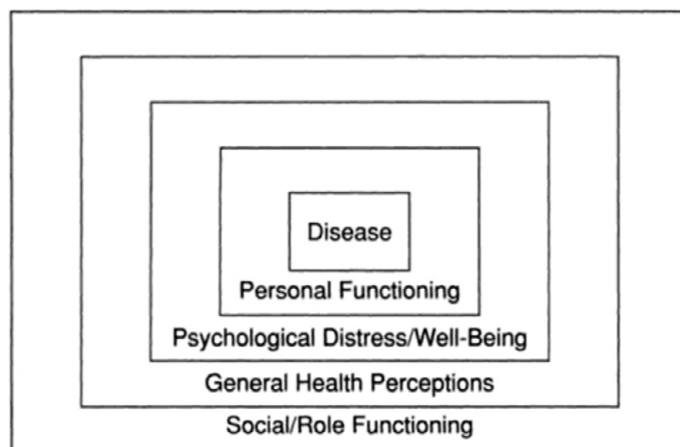 Disease
Personal Functioning
Psychological Distress/Well-Being
General Health Perceptions
Social/Role Functioning